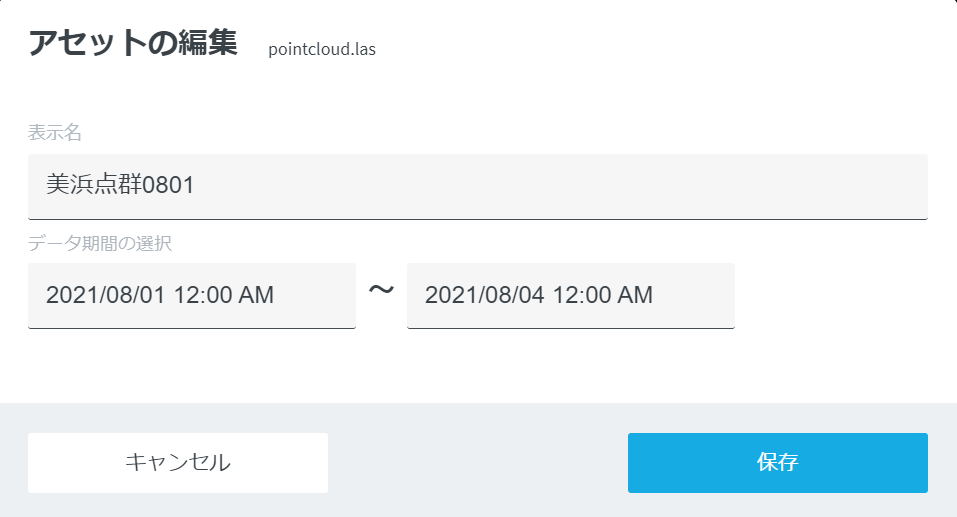 アセットの編集 pointcloud.las
表示名
美浜点群0801
データ期間の選択
2021/08/01 12:00 AM 〜 2021/08/04 12:00 AM
キャンセル 保存